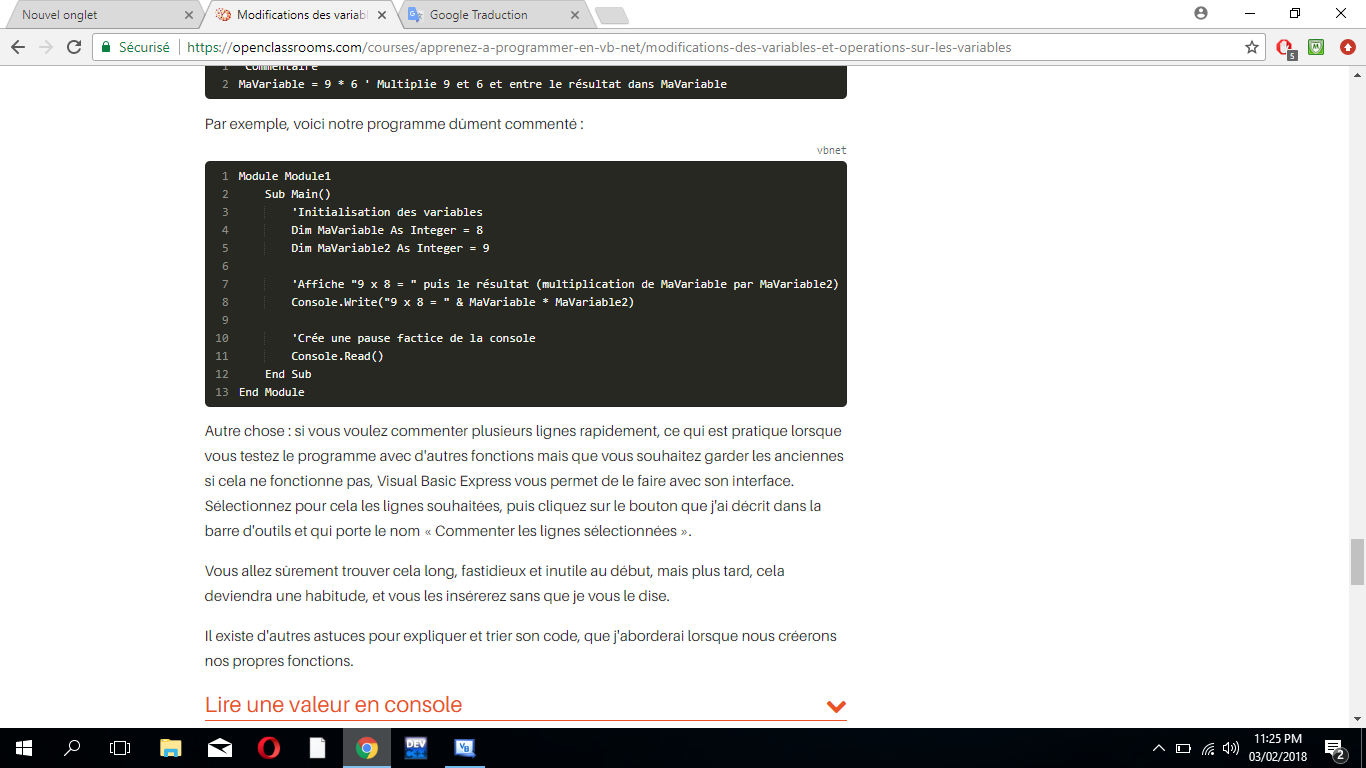 Nouvel onglet
Modifications des variab
Google Traduction
Sécurisé
https://openclassrooms.com/courses/apprenez-a-programmer-en-vb-net/modifications-des-variables-et-operations-sur-les-variables
5
1 'Commentaire
2 MaVariable = 9 * 6 ' Multiplie 9 et 6 et entre le résultat dans MaVariable
Par exemple, voici notre programme dûment commenté :
vbnet
1 Module Module1
2 Sub Main()
3 'Initialisation des variables
4 Dim MaVariable As Integer = 8
5 Dim MaVariable2 As Integer = 9
6
7 'Affiche "9 x 8 = " puis le résultat (multiplication de MaVariable par MaVariable2)
8 Console.Write("9 x 8 = " & MaVariable * MaVariable2)
9
10 'Crée une pause factice de la console
11 Console.Read()
12 End Sub
13 End Module
Autre chose : si vous voulez commenter plusieurs lignes rapidement, ce qui est pratique lorsque
vous testez le programme avec d'autres fonctions mais que vous souhaitez garder les anciennes
si cela ne fonctionne pas, Visual Basic Express vous permet de le faire avec son interface.
Sélectionnez pour cela les lignes souhaitées, puis cliquez sur le bouton que j'ai décrit dans la
barre d'outils et qui porte le nom « Commenter les lignes sélectionnées ».
Vous allez sûrement trouver cela long, fastidieux et inutile au début, mais plus tard, cela
deviendra une habitude, et vous les insérerez sans que je vous le dise.
Il existe d'autres astuces pour expliquer et trier son code, que j'aborderai lorsque nous créerons
nos propres fonctions.
Lire une valeur en console
DEV
VB
11:25 PM
03/02/2018
2